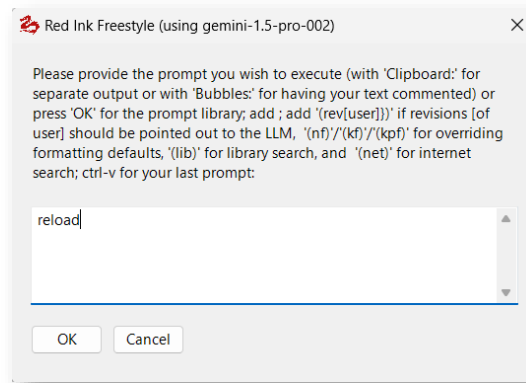 Red Ink Freestyle (using gemini-1.5-pro-002)
Please provide the prompt you wish to execute (with 'Clipboard:' for
separate output or with 'Bubbles:' for having your text commented) or
press 'OK' for the prompt library; add ; add '(rev[user]})' if revisions [of
user] should be pointed out to the LLM,  '(nf)'/'(kf)'/'(kpf)' for overriding
formatting defaults, '(lib)' for library search, and  '(net)' for internet
search; ctrl-v for your last prompt:
reload
OK Cancel